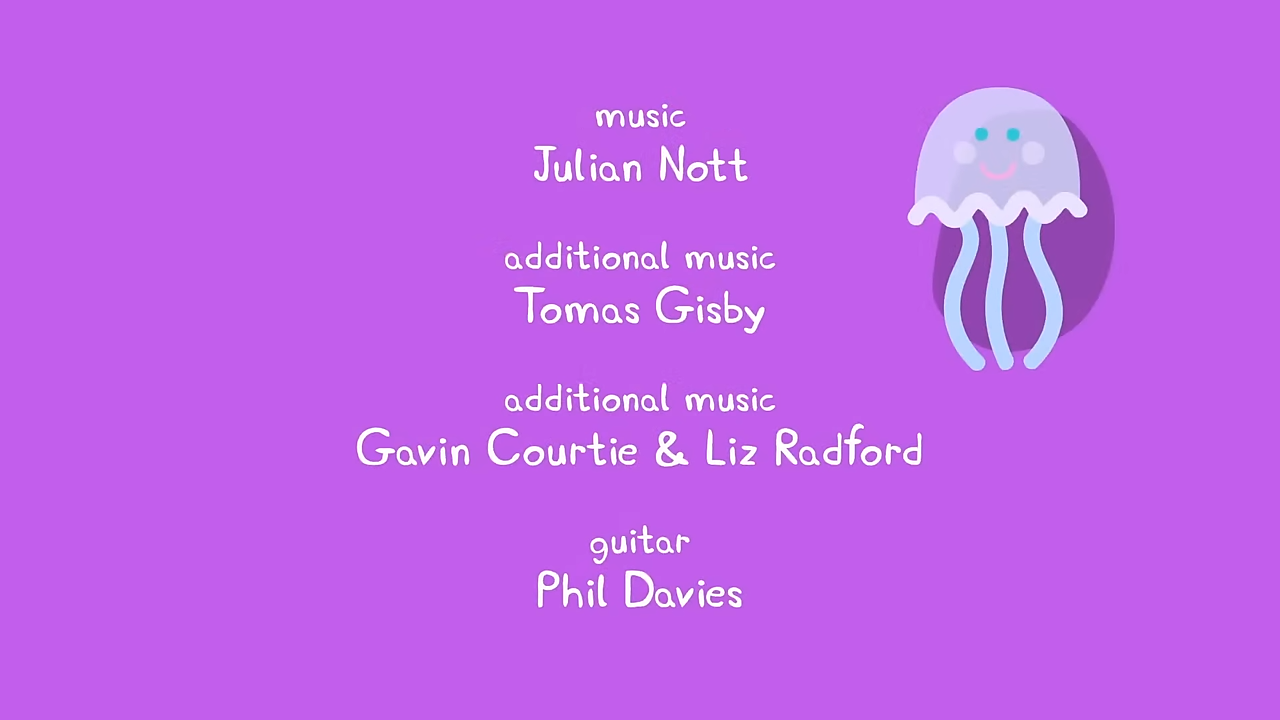 music
Julian Nott
additional music
Tomas Gisby
additional music
Gavin Courtie & Liz Radford
guitar
Phil Davies